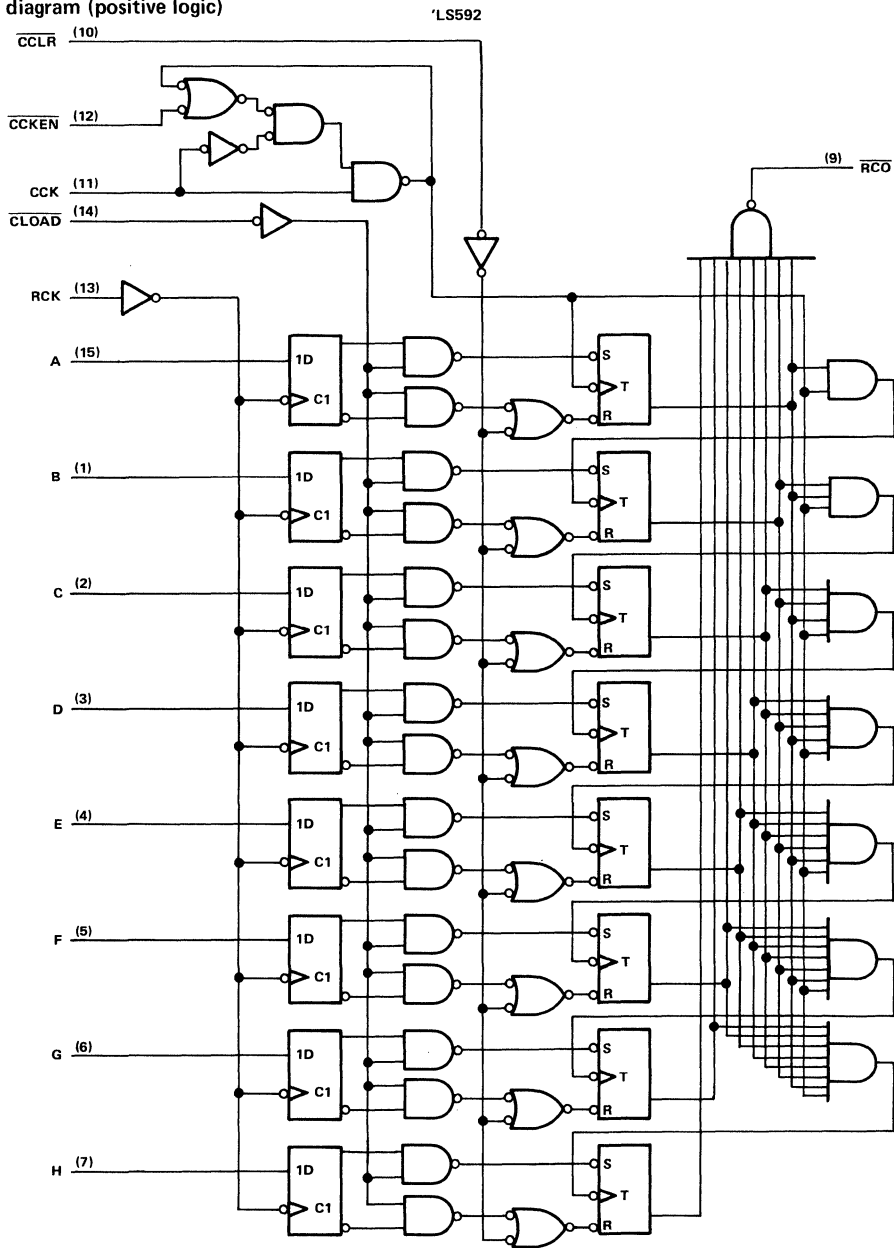 diagram (positive logic)
'LS592
CCLR (10)
CCKEN (12)
CCK (11)
CLOAD (14)
RCK (13)
(9) RCO
A (15) 1D C1 S T R
B (1) 1D C1 S T R
C (2) 1D C1 S T R
D (3) 1D C1 S T R
E (4) 1D C1 S T R
F (5) 1D C1 S T R
G (6) 1D C1 S T R
H (7) 1D C1 S T R